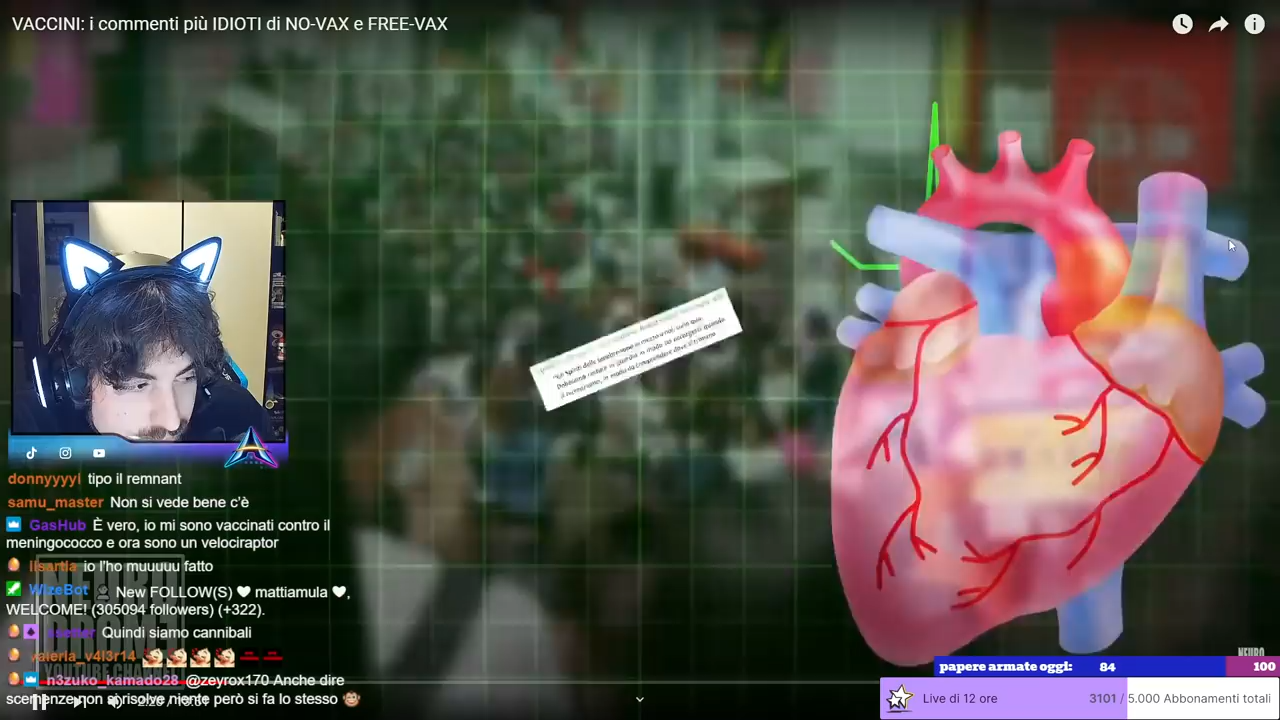 VACCINI: i commenti più IDIOTI di NO-VAX e FREE-VAX
donnyyyyi tipo il remnant
samu_master Non si vede bene c'è
GasHub È vero, io mi sono vaccinati contro il
meningococco e ora sono un velociraptor
io l'ho muuuuu fatto
WizeBot New FOLLOW(S) ♥ mattiamula ♥,
WELCOME! (305094 followers) (+322).
Quindi siamo cannibali
valeria_v4l3r14
n3zuko_kamado28 @zeyrox170 Anche dire
scemenze non si risolve niente però si fa lo stesso
NEURO
papere armate oggi: 84 100
Live di 12 ore 3101 / 5.000 Abbonamenti totali